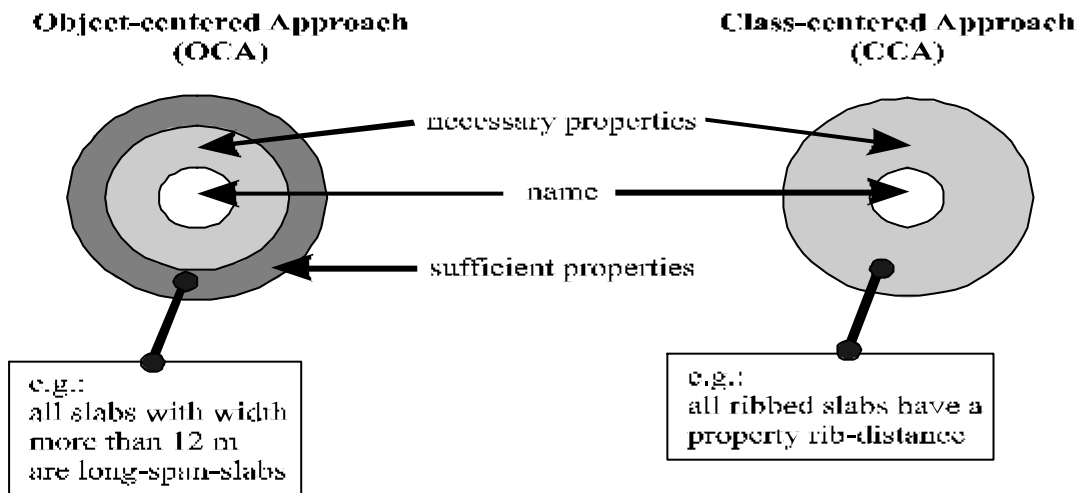 Object-centered Approach
(OCA)
Class-centered Approach
(CCA)
necessary properties
name
sufficient properties
e.g.:
all slabs with width
more than 12 m
are long-span-slabs
e.g.:
all ribbed slabs have a
property rib-distance